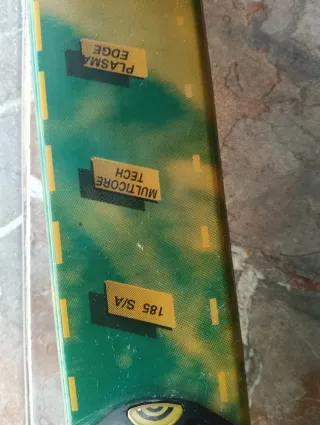 185 S/A
MULTICORE
TECH
PLASMA
EDGE